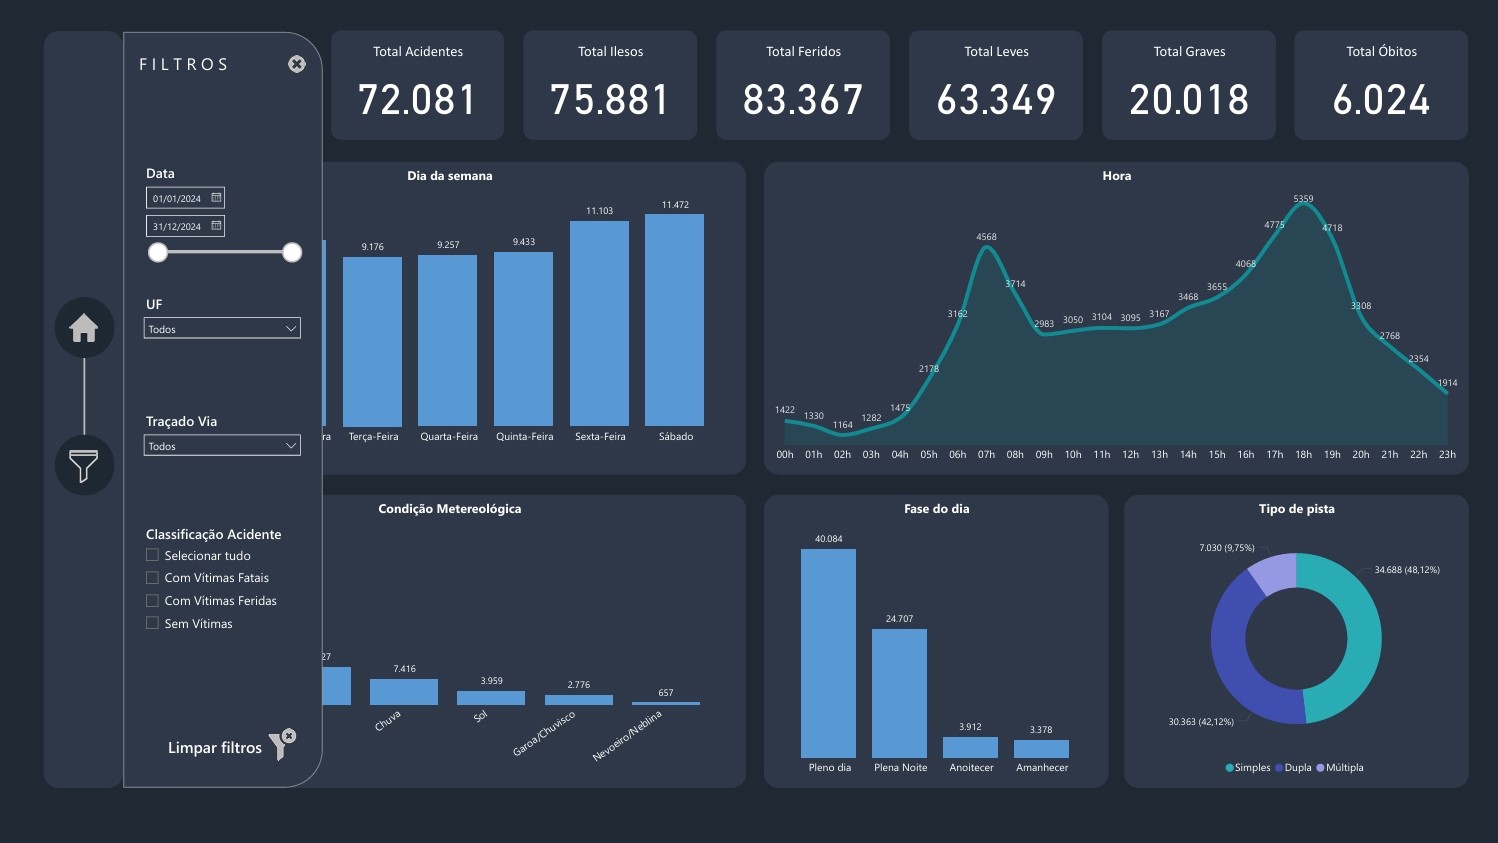 FILTROS
Data
01/01/2024
31/12/2024
UF
Todos
Traçado Via
Todos
Classificação Acidente
Selecionar tudo
Com Vítimas Fatais
Com Vítimas Feridas
Sem Vítimas
Limpar filtros
Total Acidentes
72.081
Total Ilesos
75.881
Total Feridos
83.367
Total Leves
63.349
Total Graves
20.018
Total Óbitos
6.024
Dia da semana
9.176
9.257
9.433
11.103
11.472
ra
Terça-Feira
Quarta-Feira
Quinta-Feira
Sexta-Feira
Sábado
Hora
1422
1330
1164
1282
1475
2178
3162
4568
3714
2983
3050
3104
3095
3167
3468
3655
4068
4775
5359
4718
3308
2768
2354
1914
00h 01h 02h 03h 04h 05h 06h 07h 08h 09h 10h 11h 12h 13h 14h 15h 16h 17h 18h 19h 20h 21h 22h 23h
Condição Metereológica
27
7.416
3.959
2.776
657
Chuva
Sol
Garoa/Chuvisco
Nevoeiro/Neblina
Fase do dia
40.084
24.707
3.912
3.378
Pleno dia
Plena Noite
Anoitecer
Amanhecer
Tipo de pista
7.030 (9,75%)
34.688 (48,12%)
30.363 (42,12%)
Simples Dupla Múltipla